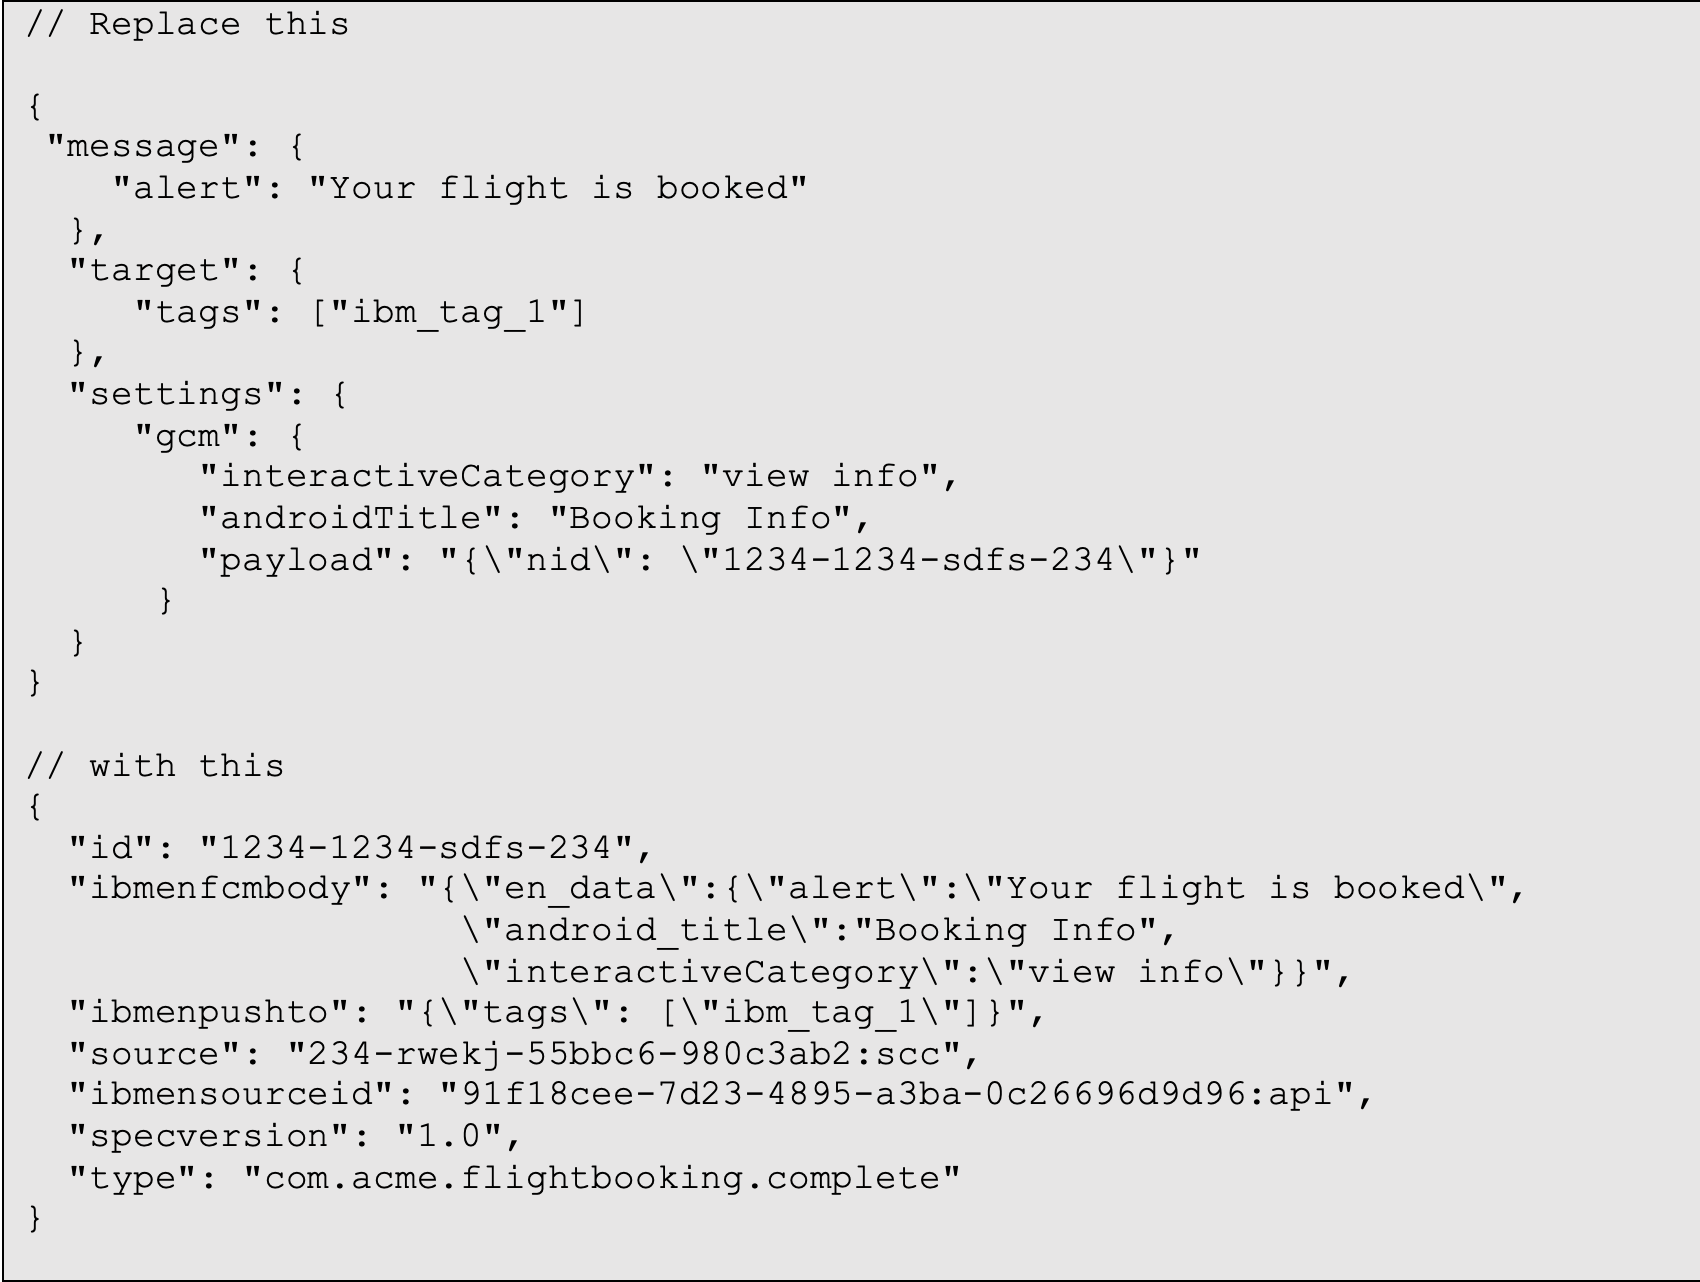 // Replace this
{
"message": {
"alert": "Your flight is booked"
},
"target": {
"tags": ["ibm_tag_1"]
},
"settings": {
"gcm": {
"interactiveCategory": "view info",
"androidTitle": "Booking Info",
"payload": "{\"nid\": \"1234-1234-sdfs-234\"}"
}
}
}
// with this
{
"id": "1234-1234-sdfs-234",
"ibmenfcmbody": "{\"en_data\":{\"alert\":\"Your flight is booked\",
\"android_title\":"Booking Info",
\"interactiveCategory\":\"view info\"}}",
"ibmenpushto": "{\"tags\": [\"ibm_tag_1\"]}",
"source": "234-rwekj-55bbc6-980c3ab2:scc",
"ibmensourceid": "91f18cee-7d23-4895-a3ba-0c26696d9d96:api",
"specversion": "1.0",
"type": "com.acme.flightbooking.complete"
}